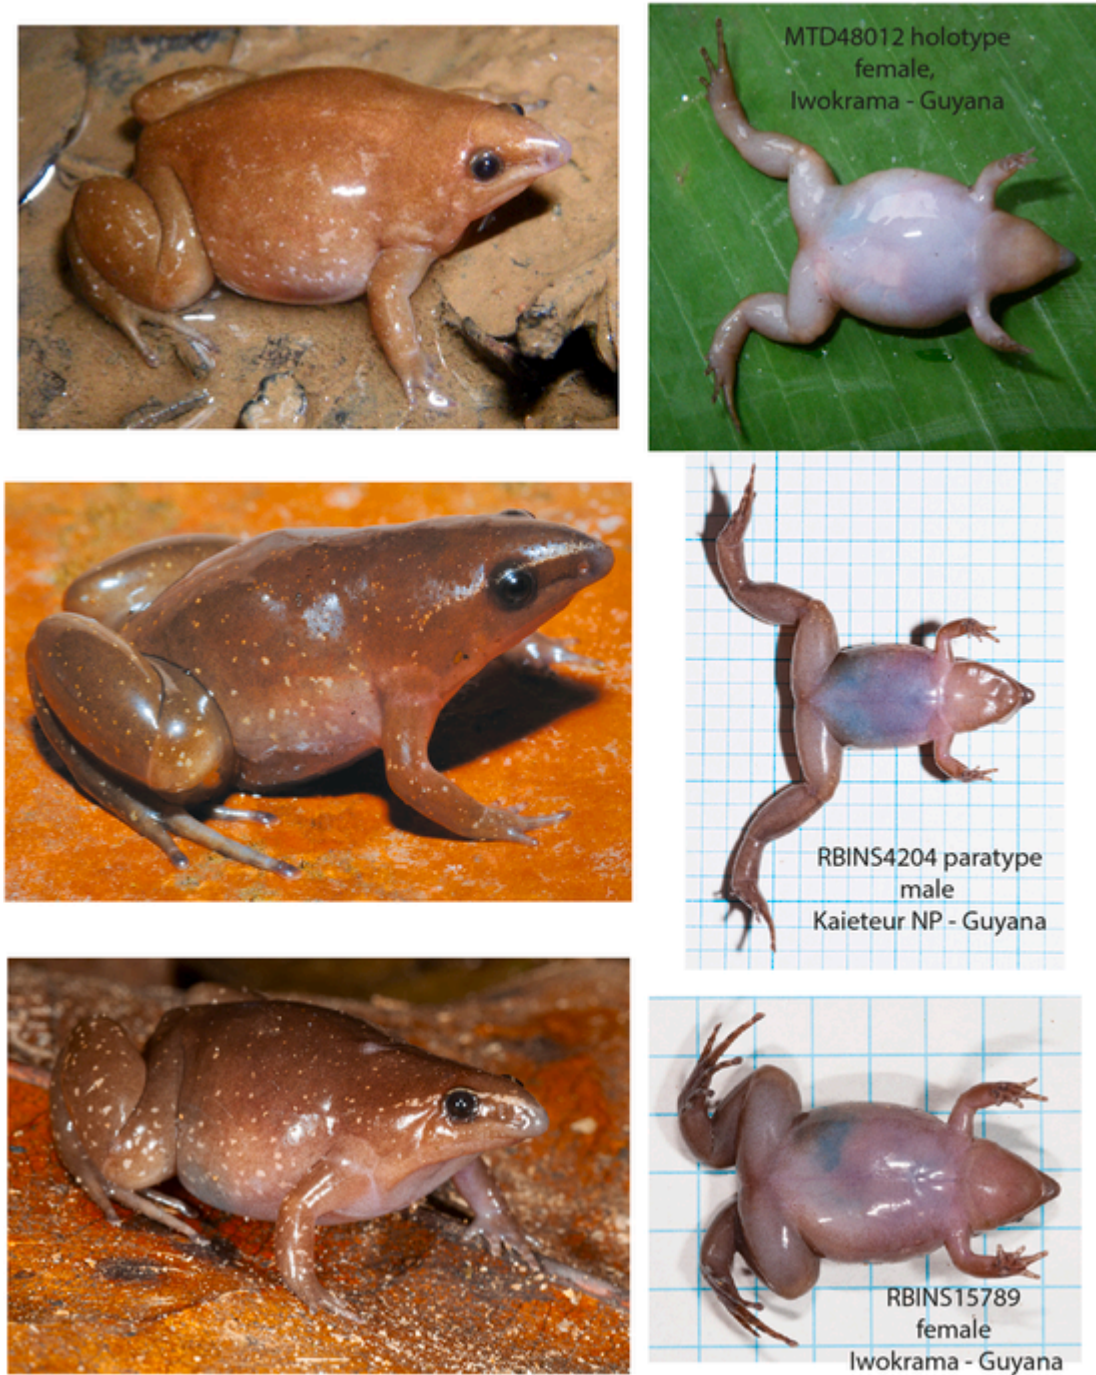 MTD48012 holotype
female,
Iwokrama - Guyana
RBINS4204 paratype
male
Kaieteur NP - Guyana
RBINS15789
female
Iwokrama - Guyana